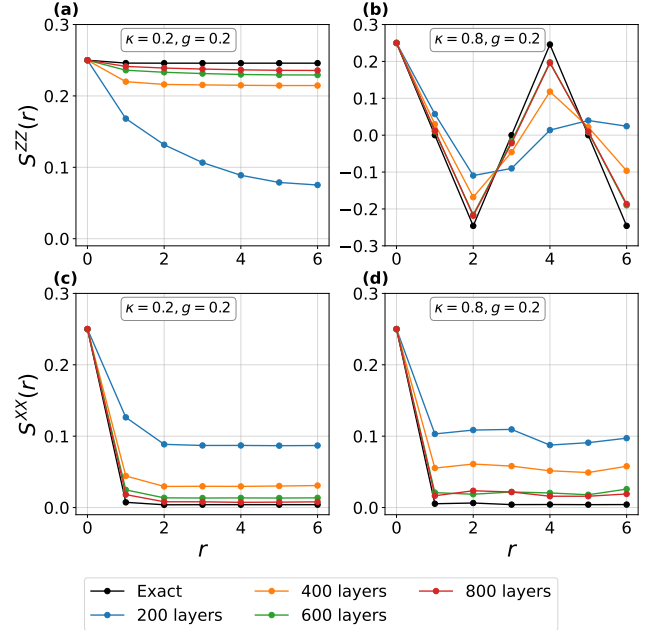 (a)
κ = 0.2, g = 0.2
0.3
0.2
0.1
0.0
S^{ZZ}(r)
0 2 4 6
(b)
κ = 0.8, g = 0.2
0.3
0.2
0.1
0.0
−0.1
−0.2
−0.3
0 2 4 6
(c)
κ = 0.2, g = 0.2
0.3
0.2
0.1
0.0
S^{XX}(r)
0 2 4 6
r
(d)
κ = 0.8, g = 0.2
0.3
0.2
0.1
0.0
0 2 4 6
r
Exact
200 layers
400 layers
600 layers
800 layers